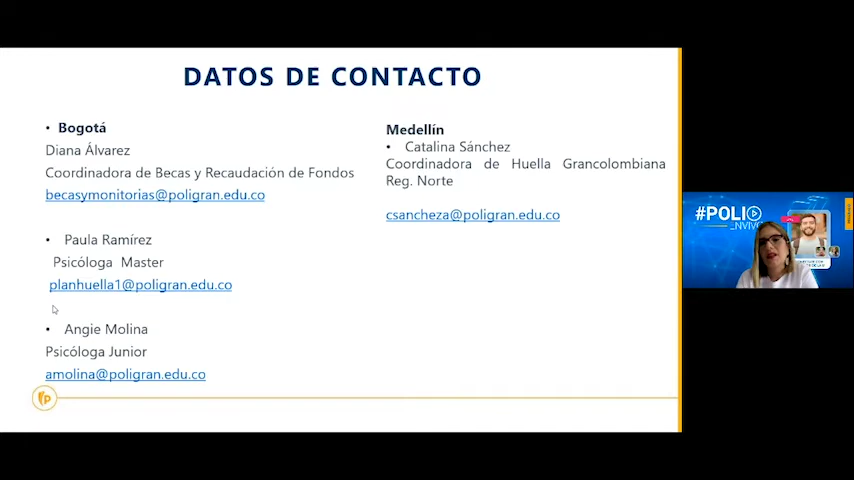 DATOS DE CONTACTO
• Bogotá
Diana Álvarez
Coordinadora de Becas y Recaudación de Fondos
becasymonitorias@poligran.edu.co
• Paula Ramírez
Psicóloga Master
planhuella1@poligran.edu.co
• Angie Molina
Psicóloga Junior
amolina@poligran.edu.co
Medellín
• Catalina Sánchez
Coordinadora de Huella Grancolombiana
Reg. Norte
csancheza@poligran.edu.co
#POLI
_ENVIVO